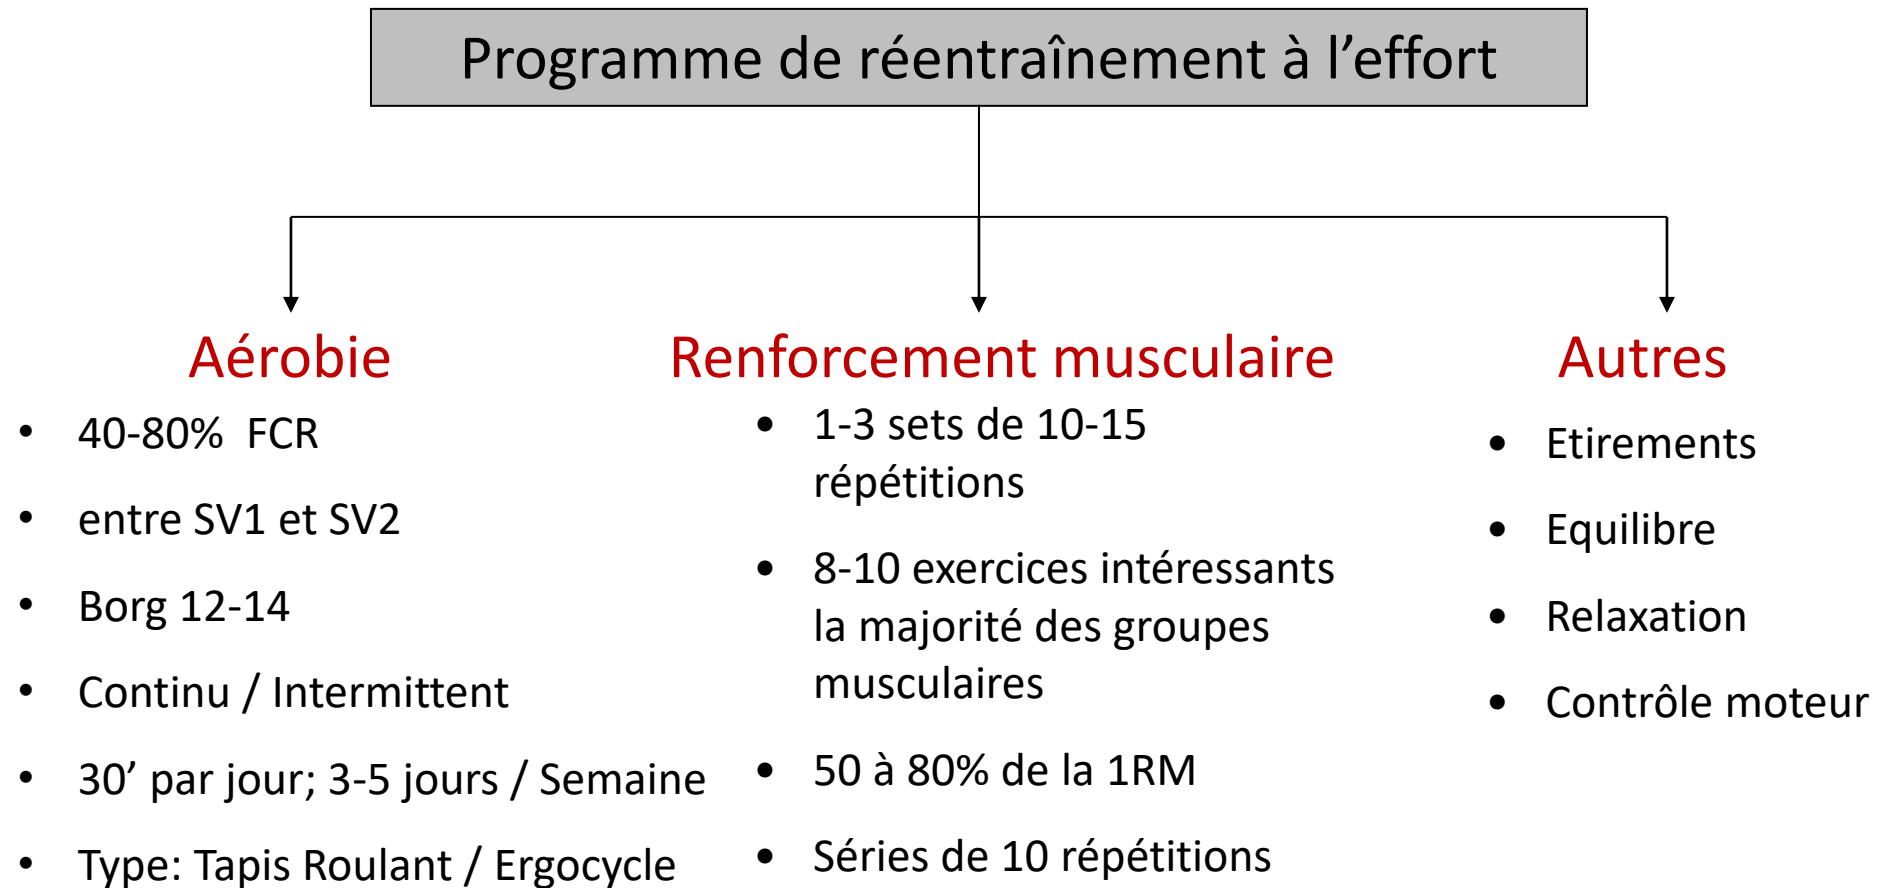 Programme de réentraînement à l’effort
Aérobie
• 40-80% FCR
• entre SV1 et SV2
• Borg 12-14
• Continu / Intermittent
• 30’ par jour; 3-5 jours / Semaine
• Type: Tapis Roulant / Ergocycle
Renforcement musculaire
• 1-3 sets de 10-15
répétitions
• 8-10 exercices intéressants
la majorité des groupes
musculaires
• 50 à 80% de la 1RM
• Séries de 10 répétitions
Autres
• Etirements
• Equilibre
• Relaxation
• Contrôle moteur